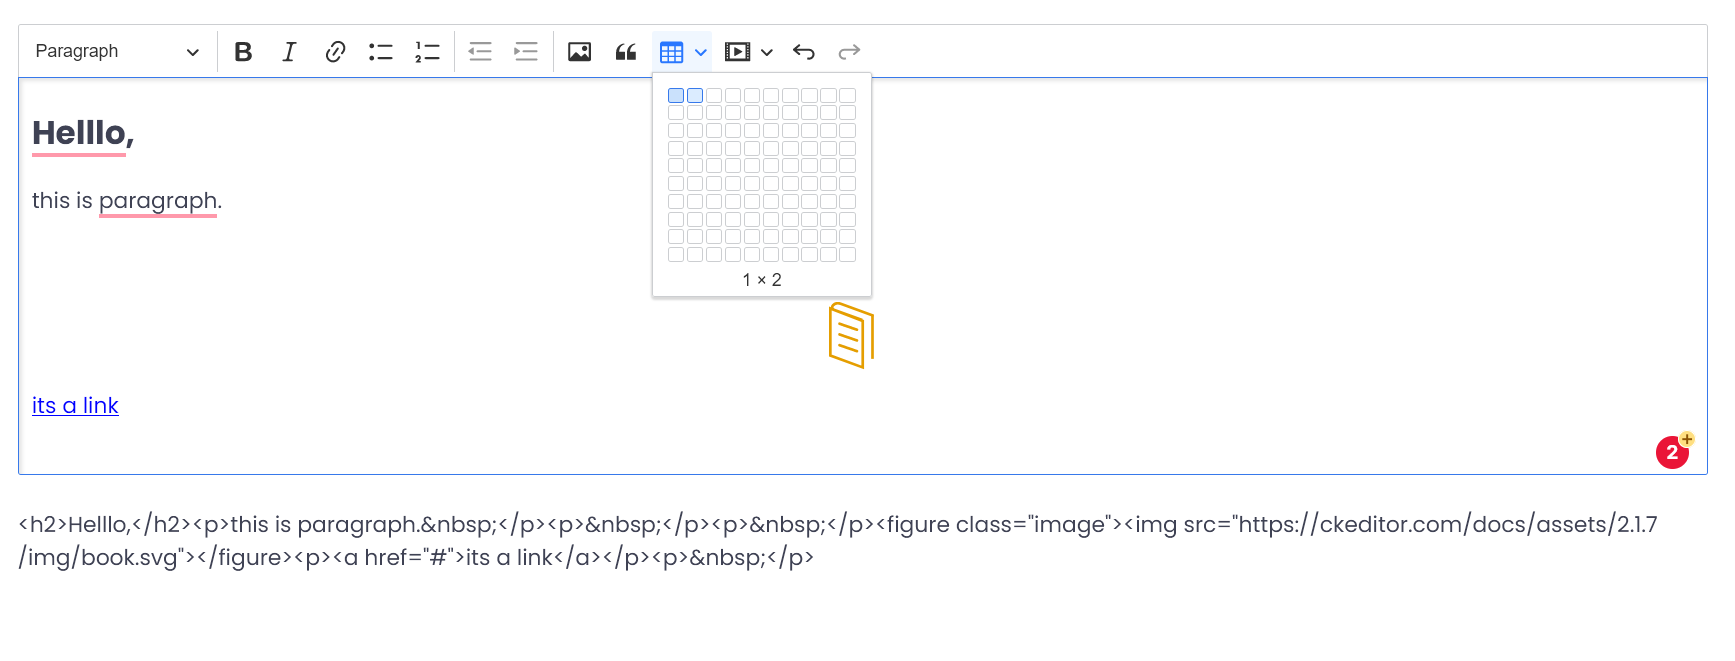 Paragraph
1 × 2
Helllo,
this is paragraph.
its a link
2
<h2>Helllo,</h2><p>this is paragraph.&nbsp;</p><p>&nbsp;</p><p>&nbsp;</p><figure class="image"><img src="https://ckeditor.com/docs/assets/2.1.7
/img/book.svg"></figure><p><a href="#">its a link</a></p><p>&nbsp;</p>